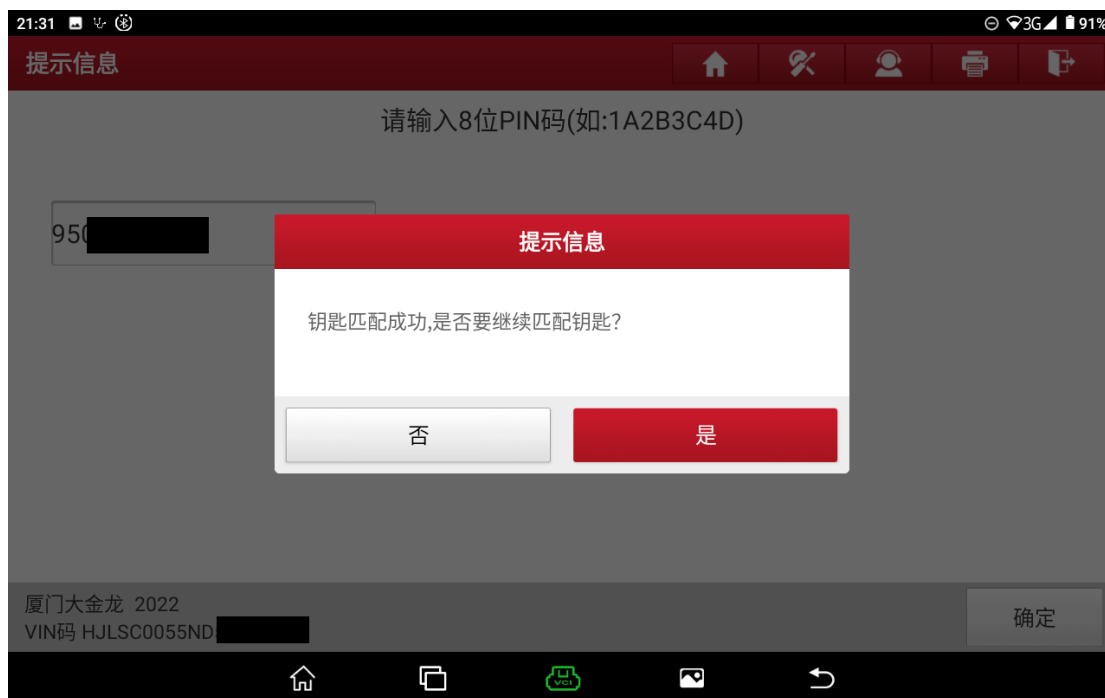 21:31
3G
91%
提示信息
请输入8位PIN码(如:1A2B3C4D)
950
提示信息
钥匙匹配成功,是否要继续匹配钥匙?
否
是
厦门大金龙 2022
VIN码 HJLSC0055ND
确定
VCI